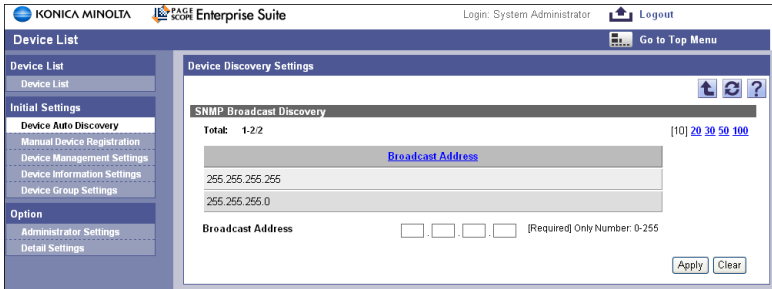 KONICA MINOLTA PAGE SCOPE Enterprise Suite Login: System Administrator Logout
Device List Go to Top Menu
Device List
Device List
Initial Settings
Device Auto Discovery
Manual Device Registration
Device Management Settings
Device Information Settings
Device Group Settings
Option
Administrator Settings
Detail Settings
Device Discovery Settings
?
SNMP Broadcast Discovery
Total: 1-2/2 [10] 20 30 50 100
Broadcast Address
255.255.255.255
255.255.255.0
Broadcast Address . . . [Required] Only Number: 0-255
Apply Clear